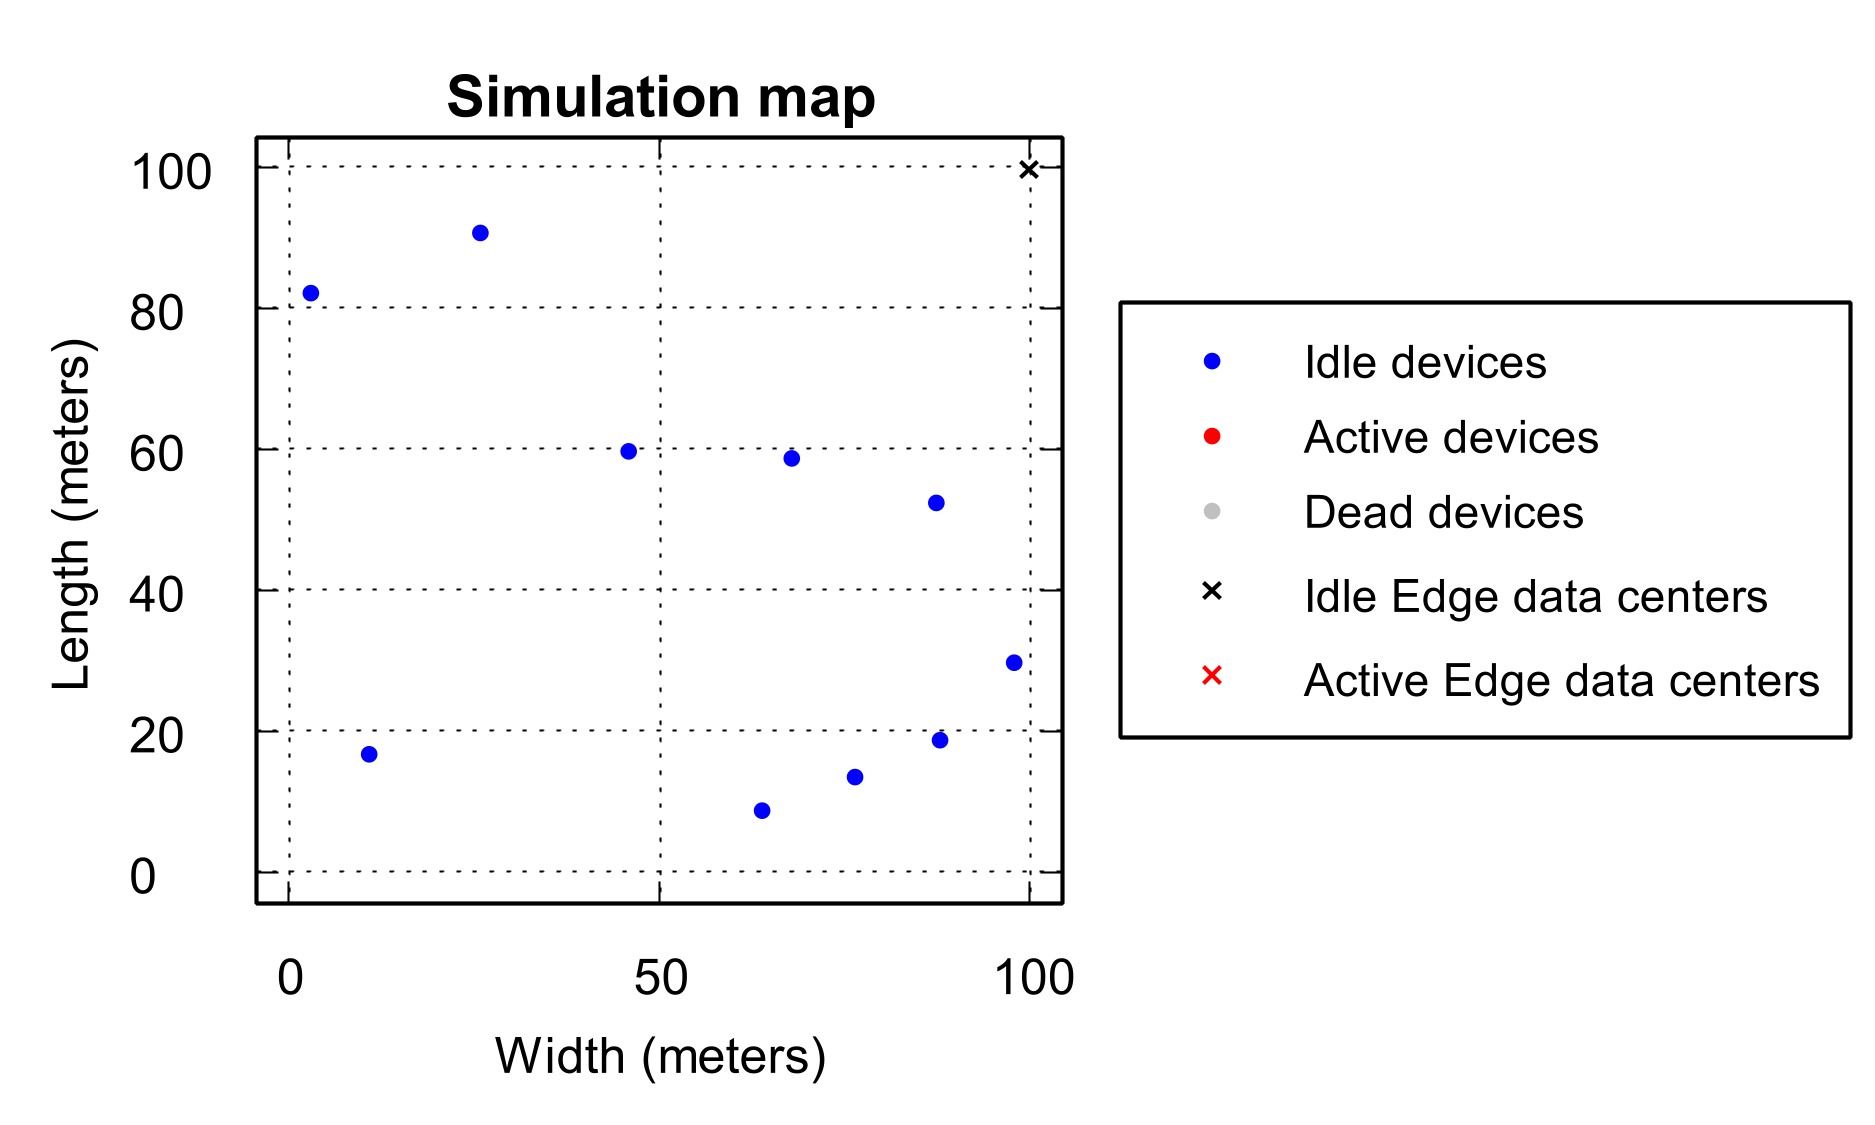 Simulation map
100
80
60
40
20
0
Length (meters)
0 50 100
Width (meters)
Idle devices
Active devices
Dead devices
Idle Edge data centers
Active Edge data centers